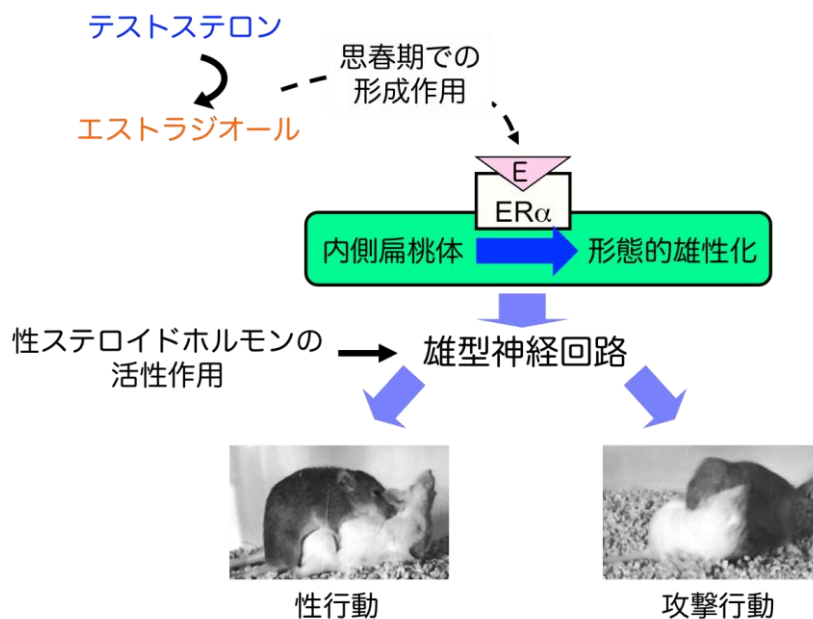 テストステロン
思春期での
形成作用
エストラジオール
E
ERα
内側扁桃体
形態的雄性化
性ステロイドホルモンの
活性作用
雄型神経回路
性行動
攻撃行動